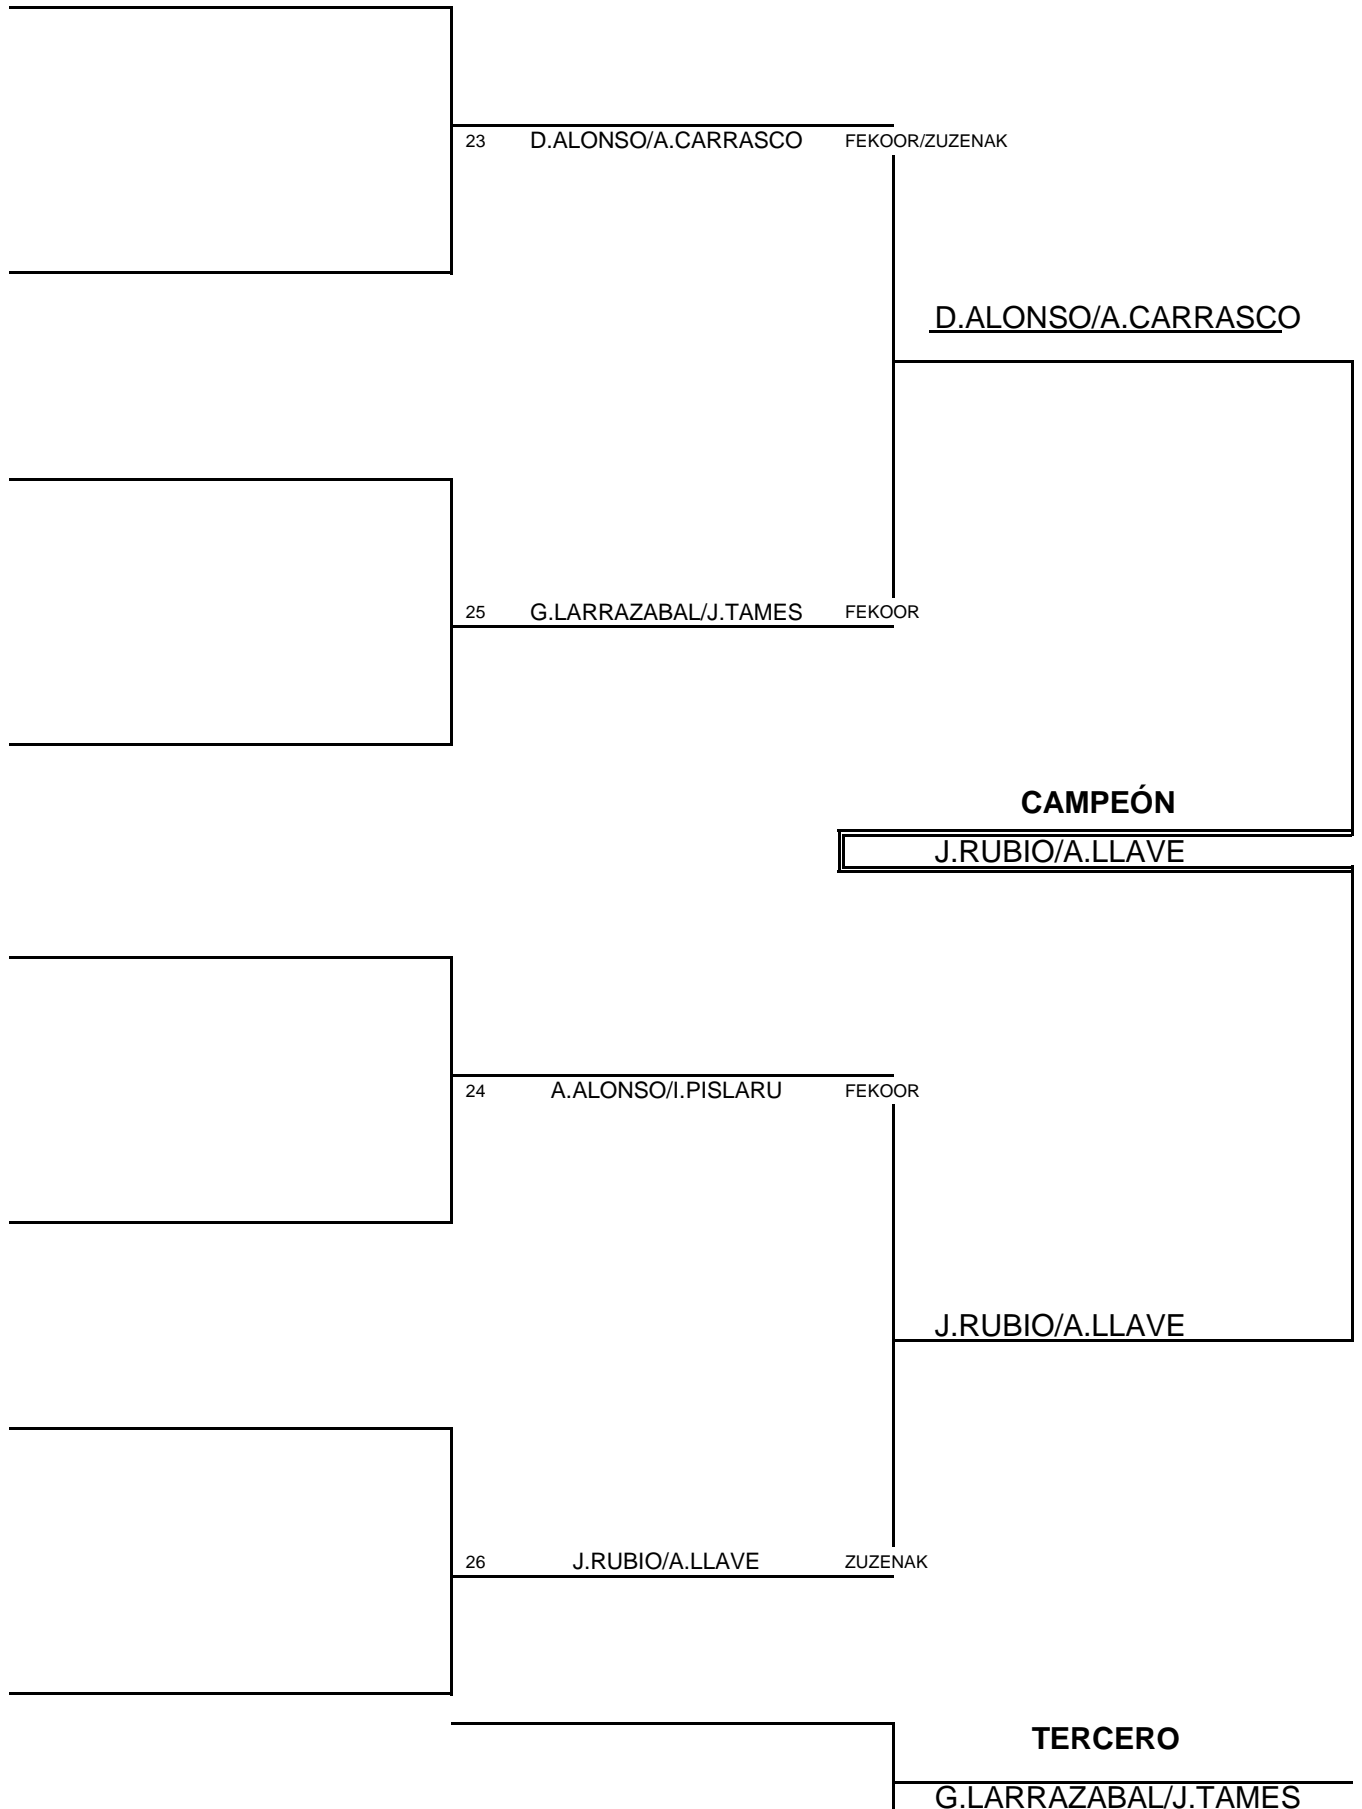 23 D.ALONSO/A.CARRASCO FEKOOR/ZUZENAK
D.ALONSO/A.CARRASCO
25 G.LARRAZABAL/J.TAMES FEKOOR
CAMPEÓN
J.RUBIO/A.LLAVE
24 A.ALONSO/I.PISLARU FEKOOR
J.RUBIO/A.LLAVE
26 J.RUBIO/A.LLAVE ZUZENAK
TERCERO
G.LARRAZABAL/J.TAMES